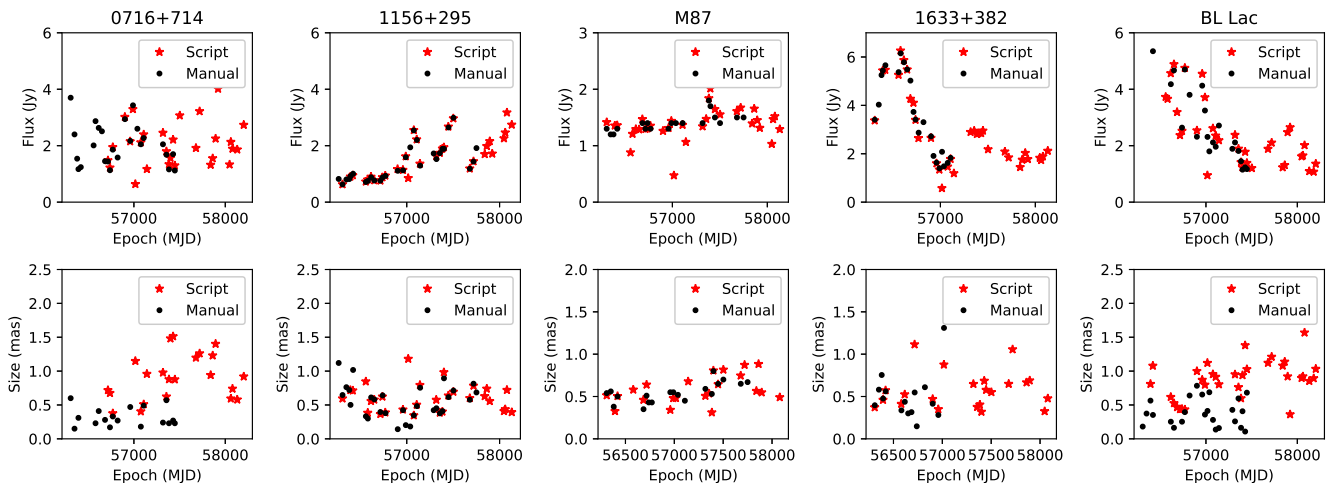 0716+714 1156+295 M87 1633+382 BL Lac
6 6 3 6
Script Script Script Script Script
Manual Manual Manual Manual Manual
6
4 4 2 4 4
Flux (Jy) Flux (Jy) Flux (Jy) Flux (Jy) Flux (Jy)
2 2 1 2 2
0 0 0 0 0
57000 58000 57000 58000 57000 58000 57000 58000 57000 58000
Epoch (MJD) Epoch (MJD) Epoch (MJD) Epoch (MJD) Epoch (MJD)
2.5 2.5 2.0 2.0 2.5
Script Script Script Script Script
Manual Manual Manual Manual Manual
2.0 2.0 1.5 1.5 2.0
1.5 1.5 1.0 1.0 1.5
Size (mas) Size (mas) Size (mas) Size (mas) Size (mas)
1.0 1.0 0.5 0.5 1.0
0.5 0.5 0.5
0.0 0.0 0.0 0.0 0.0
57000 58000 57000 58000 56500 57000 57500 58000 56500 57000 57500 58000 57000 58000
Epoch (MJD) Epoch (MJD) Epoch (MJD) Epoch (MJD) Epoch (MJD)